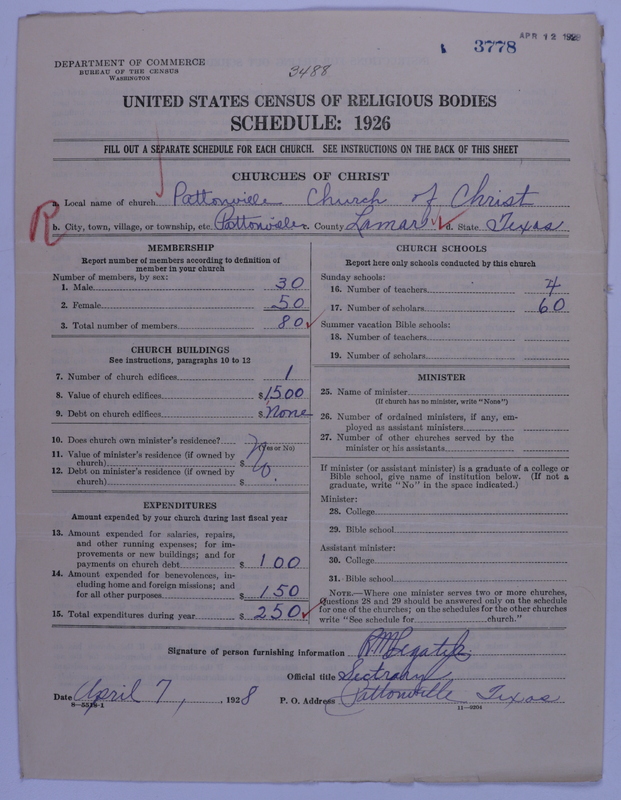 APR 12 1928
3778
DEPARTMENT OF COMMERCE
BUREAU OF THE CENSUS
WASHINGTON
3488
UNITED STATES CENSUS OF RELIGIOUS BODIES
SCHEDULE: 1926
FILL OUT A SEPARATE SCHEDULE FOR EACH CHURCH. SEE INSTRUCTIONS ON THE BACK OF THIS SHEET
CHURCHES OF CHRIST
a. Local name of church Pattonville Church of Christ
R
b. City, town, village, or township, etc. Pattonville c. County Lamar d. State Texas
MEMBERSHIP
Report number of members according to definition of
member in your church
Number of members, by sex:
1. Male 30
2. Female 50
3. Total number of members 80
CHURCH BUILDINGS
See instructions, paragraphs 10 to 12
7. Number of church edifices 1
8. Value of church edifices $1500
9. Debt on church edifices $ None
10. Does church own minister's residence? No
(Yes or No)
11. Value of minister's residence (if owned by
church) $
12. Debt on minister's residence (if owned by
church) $
EXPENDITURES
Amount expended by your church during last fiscal year
13. Amount expended for salaries, repairs,
and other running expenses; for im-
provements or new buildings; and for
payments on church debt $ 100
14. Amount expended for benevolences, in-
cluding home and foreign missions; and
for all other purposes $ 150
15. Total expenditures during year $ 250
CHURCH SCHOOLS
Report here only schools conducted by this church
Sunday schools:
16. Number of teachers 4
17. Number of scholars 60
Summer vacation Bible schools:
18. Number of teachers
19. Number of scholars
MINISTER
25. Name of minister
(If church has no minister, write "None")
26. Number of ordained ministers, if any, em-
ployed as assistant ministers
27. Number of other churches served by the
minister or his assistants
If minister (or assistant minister) is a graduate of a college or
Bible school, give name of institution below. (If not a
graduate, write "No" in the space indicated.)
Minister:
28. College
29. Bible school
Assistant minister:
30. College
31. Bible school
NOTE.—Where one minister serves two or more churches,
Questions 28 and 29 should be answered only on the schedule
for one of the churches; on the schedules for the other churches
write "See schedule for church."
Signature of person furnishing information R M
Official title Sectrary
Date April 7, 1928 P. O. Address Pattonville Texas
8—5518-1
11—9204